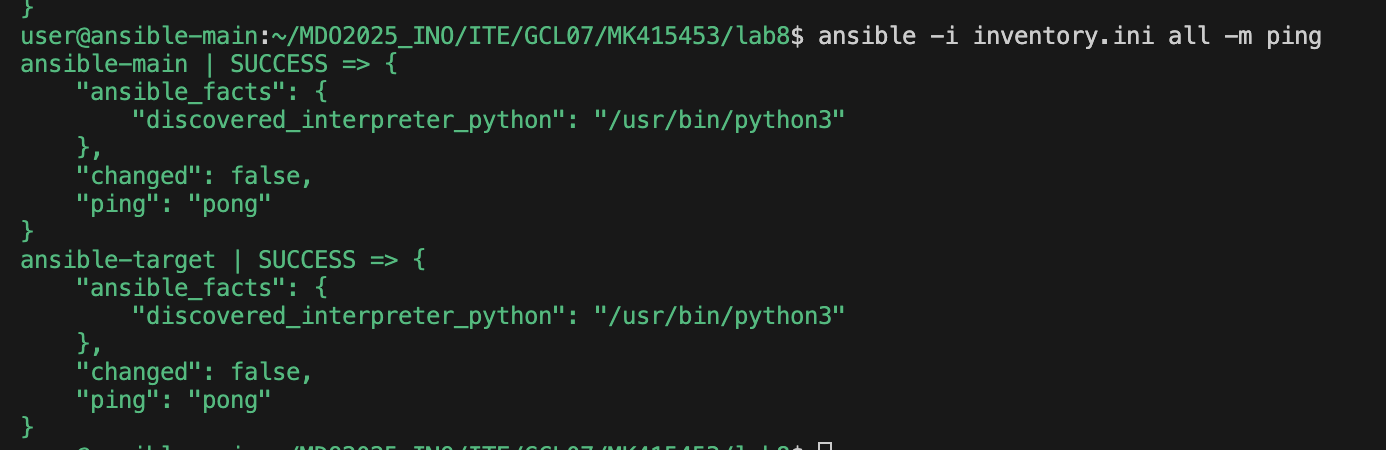 }
user@ansible-main:~/MDO2025_INO/ITE/GCL07/MK415453/lab8$ ansible -i inventory.ini all -m ping
ansible-main | SUCCESS => {
    "ansible_facts": {
        "discovered_interpreter_python": "/usr/bin/python3"
    },
    "changed": false,
    "ping": "pong"
}
ansible-target | SUCCESS => {
    "ansible_facts": {
        "discovered_interpreter_python": "/usr/bin/python3"
    },
    "changed": false,
    "ping": "pong"
}